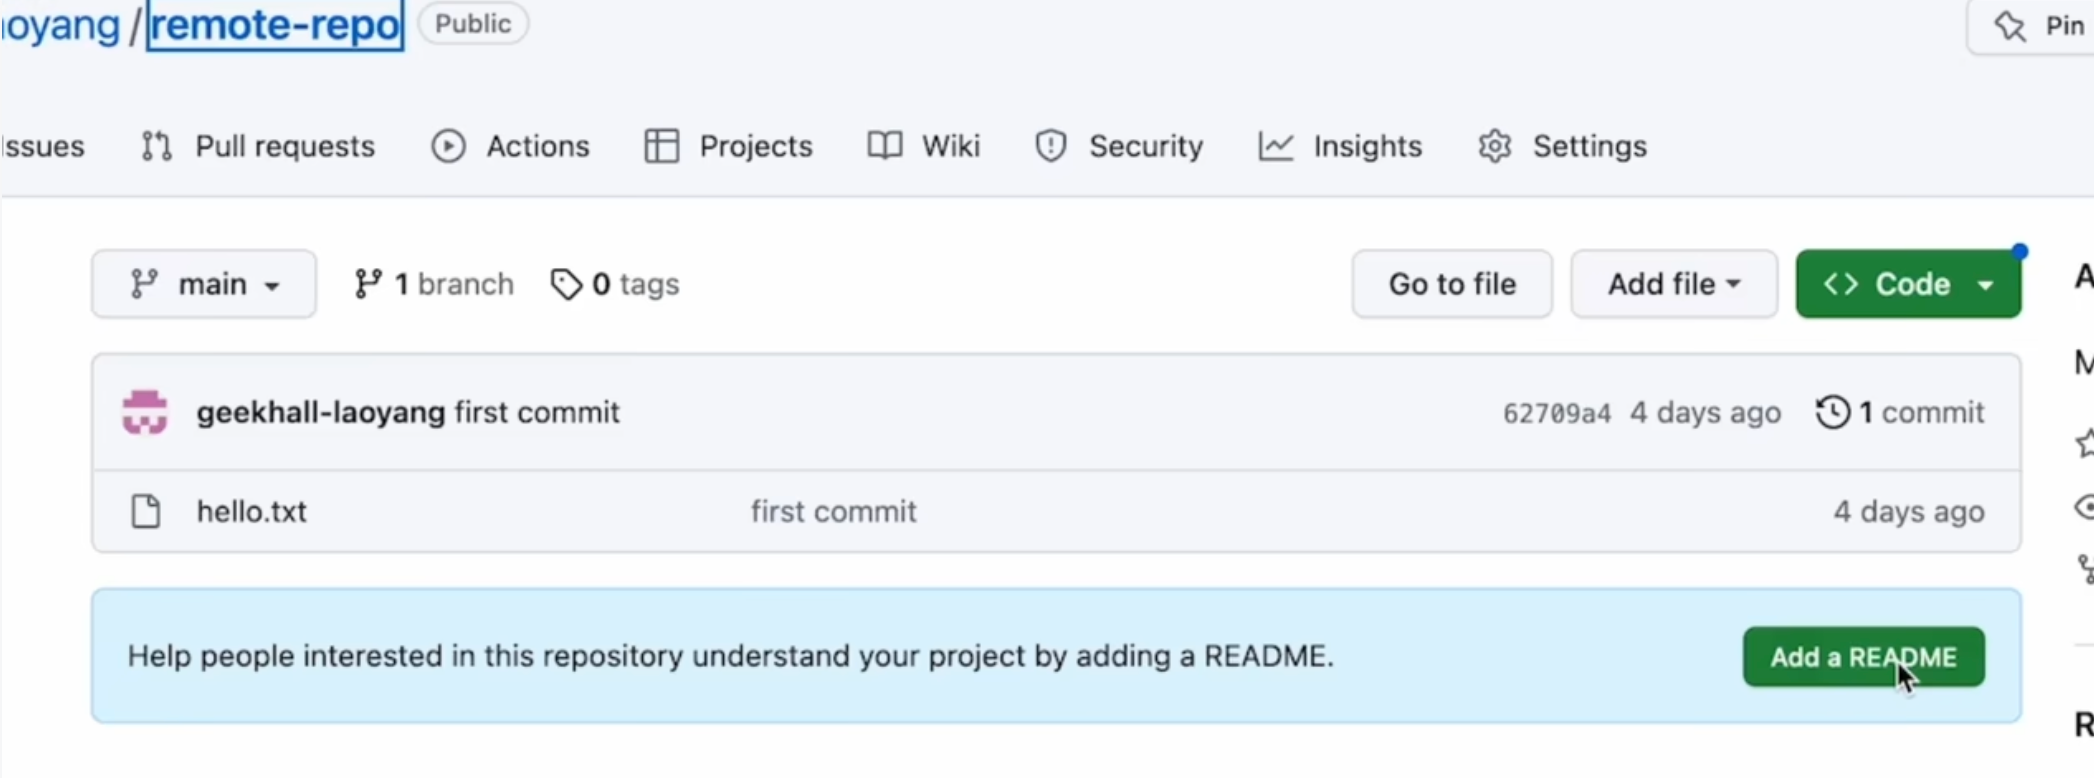 oyang / remote-repo Public Pin
Issues Pull requests Actions Projects Wiki Security Insights Settings
main 1 branch 0 tags Go to file Add file Code
geekhall-laoyang first commit 62709a4 4 days ago 1 commit
hello.txt first commit 4 days ago
Help people interested in this repository understand your project by adding a README. Add a README